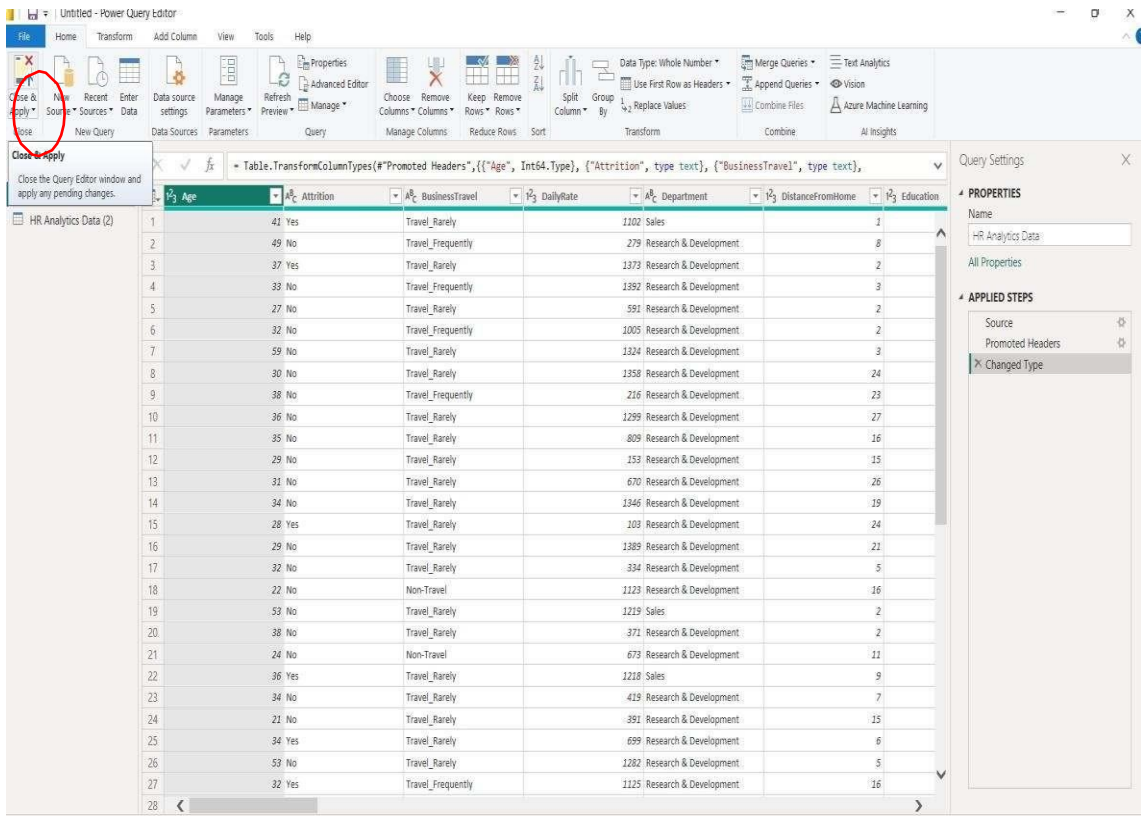 Untitled - Power Query Editor
File Home Transform Add Column View Tools Help
Close & Apply
New Source
Recent Sources
Enter Data
Data source settings
Manage Parameters
Refresh Preview
Properties
Advanced Editor
Manage
Choose Columns
Remove Columns
Keep Rows
Remove Rows
Split Column
Group By
Data Type: Whole Number
Use First Row as Headers
Replace Values
Merge Queries
Append Queries
Combine Files
Text Analytics
Vision
Azure Machine Learning
Close New Query Data Sources Parameters Query Manage Columns Reduce Rows Sort Transform Combine AI Insights
Close & Apply
Close the Query Editor window and
apply any pending changes.
HR Analytics Data (2)
fx = Table.TransformColumnTypes(#"Promoted Headers",{{"Age", Int64.Type}, {"Attrition", type text}, {"BusinessTravel", type text},
Age Attrition BusinessTravel DailyRate Department DistanceFromHome Education
1 41 Yes Travel_Rarely 1102 Sales 1
2 49 No Travel_Frequently 279 Research & Development 8
3 37 Yes Travel_Rarely 1373 Research & Development 2
4 33 No Travel_Frequently 1392 Research & Development 3
5 27 No Travel_Rarely 591 Research & Development 2
6 32 No Travel_Frequently 1005 Research & Development 2
7 59 No Travel_Rarely 1324 Research & Development 3
8 30 No Travel_Rarely 1358 Research & Development 24
9 38 No Travel_Frequently 216 Research & Development 23
10 36 No Travel_Rarely 1299 Research & Development 27
11 35 No Travel_Rarely 809 Research & Development 16
12 29 No Travel_Rarely 153 Research & Development 15
13 31 No Travel_Rarely 670 Research & Development 26
14 34 No Travel_Rarely 1346 Research & Development 19
15 28 Yes Travel_Rarely 103 Research & Development 24
16 29 No Travel_Rarely 1389 Research & Development 21
17 32 No Travel_Rarely 334 Research & Development 5
18 22 No Non-Travel 1123 Research & Development 16
19 53 No Travel_Rarely 1219 Sales 2
20 38 No Travel_Rarely 371 Research & Development 2
21 24 No Non-Travel 673 Research & Development 11
22 36 Yes Travel_Rarely 1218 Sales 9
23 34 No Travel_Rarely 419 Research & Development 7
24 21 No Travel_Rarely 391 Research & Development 15
25 34 Yes Travel_Rarely 699 Research & Development 6
26 53 No Travel_Rarely 1282 Research & Development 5
27 32 Yes Travel_Frequently 1125 Research & Development 16
28
Query Settings
PROPERTIES
Name
HR Analytics Data
All Properties
APPLIED STEPS
Source
Promoted Headers
Changed Type